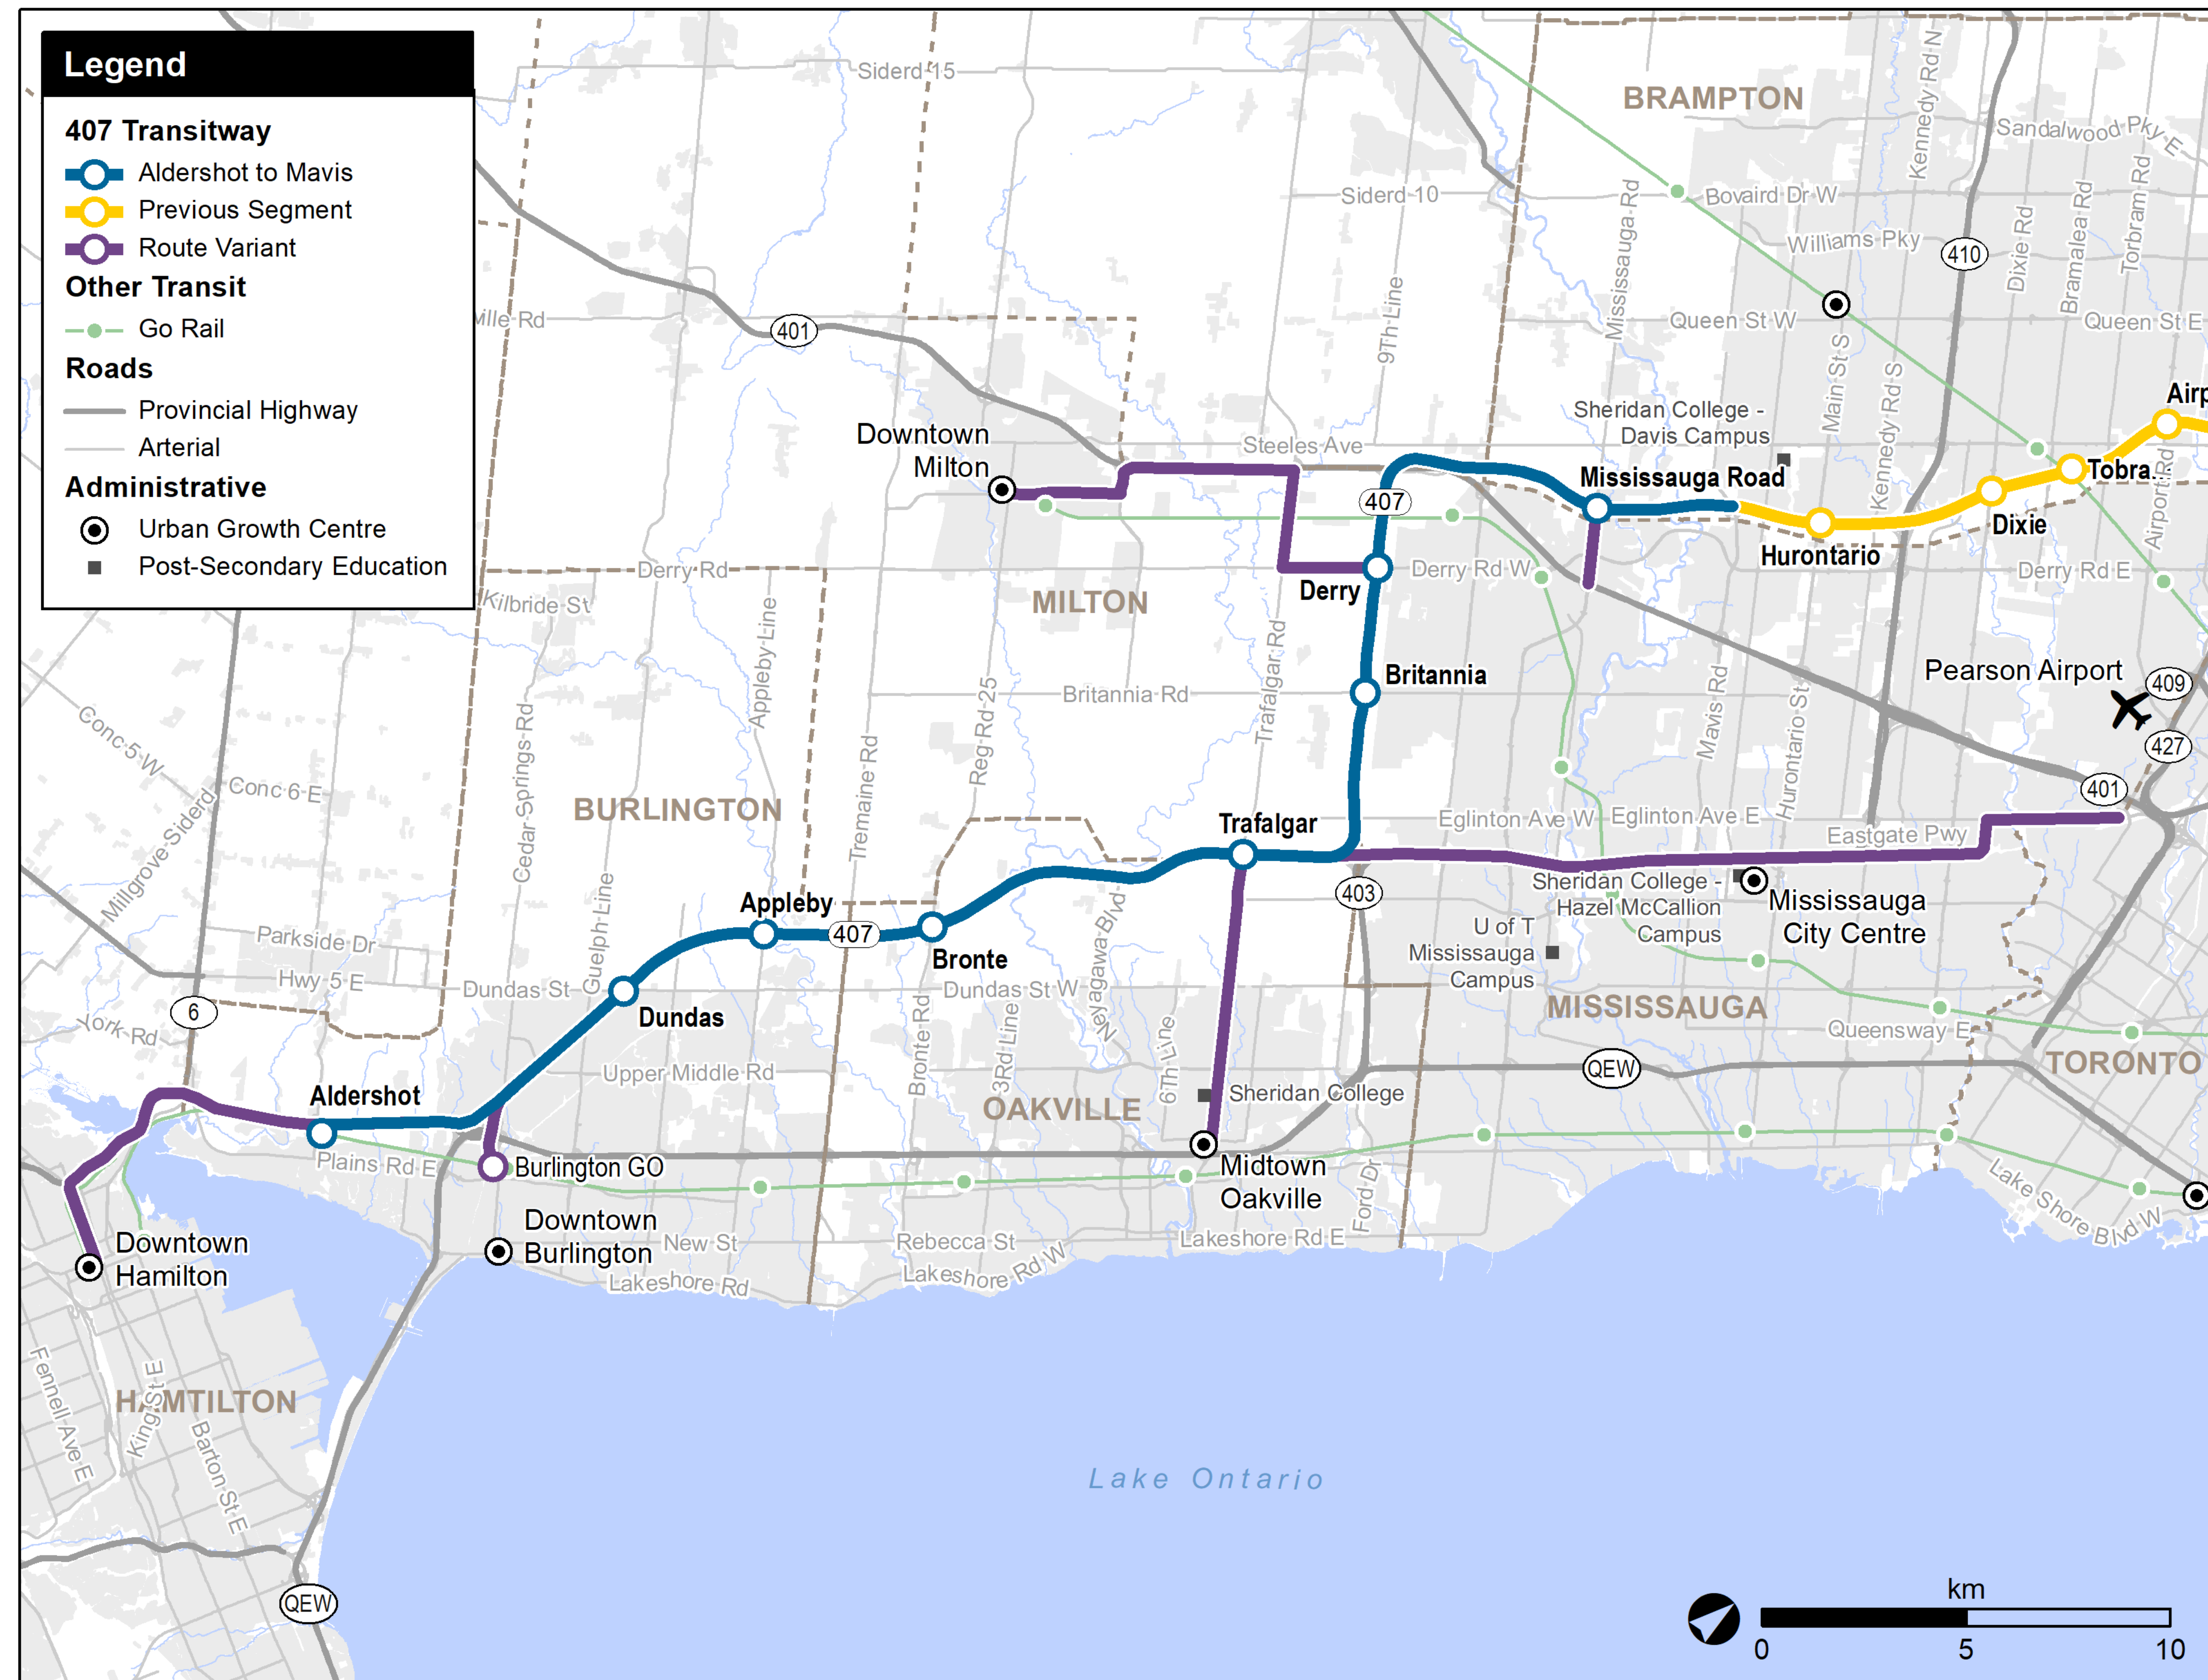 Legend
407 Transitway
Aldershot to Mavis
Previous Segment
Route Variant
Other Transit
Go Rail
Roads
Provincial Highway
Arterial
Administrative
Urban Growth Centre
Post-Secondary Education
Siderd 15
BRAMPTON
Kennedy Rd N
Sandalwood Pky E
Siderd 10
Mississauga Rd
Bovaird Dr W
Williams Pky
410
Dixie Rd
Bramalea Rd
Torbram Rd
ville Rd
401
9Th Line
Queen St W
Queen St E
Main St S
Kennedy Rd S
Airp
Sheridan College -
Davis Campus
Downtown
Milton
Steeles Ave
Mississauga Road
Tobra...
407
Dixie
Airport Rd
Hurontario
Derry Rd
Derry Rd W
Derry Rd E
Derry
Kilbride St
MILTON
Appleby Line
Trafalgar Rd
Britannia
Britannia Rd
Reg Rd 25
Pearson Airport
409
427
401
Conc 5 W
Conc 6 E
Millgrove Siderd
Cedar Springs Rd
BURLINGTON
Tremaine Rd
Mavis Rd
Hurontario St
Trafalgar
Eglinton Ave W
Eglinton Ave E
Eastgate Pwy
403
Sheridan College -
Hazel McCallion
Campus
Mississauga
City Centre
Guelph Line
Appleby
407
Bronte
Neyagawa Blvd
U of T
Mississauga
Campus
Parkside Dr
Hwy 5 E
Dundas St
Dundas St W
Dundas
MISSISSAUGA
6
York Rd
Bronte Rd
3Rd Line
6Th Line
Queensway E
TORONTO
QEW
Upper Middle Rd
Aldershot
OAKVILLE
Sheridan College
Plains Rd E
Burlington GO
Midtown
Oakville
Ford Dr
Lake Shore Blvd W
Downtown
Burlington
New St
Rebecca St
Lakeshore Rd E
Lakeshore Rd W
Lakeshore Rd
Downtown
Hamilton
HAMTILTON
Fennell Ave E
King St E
Barton St E
Lake Ontario
QEW
km
0
5
10